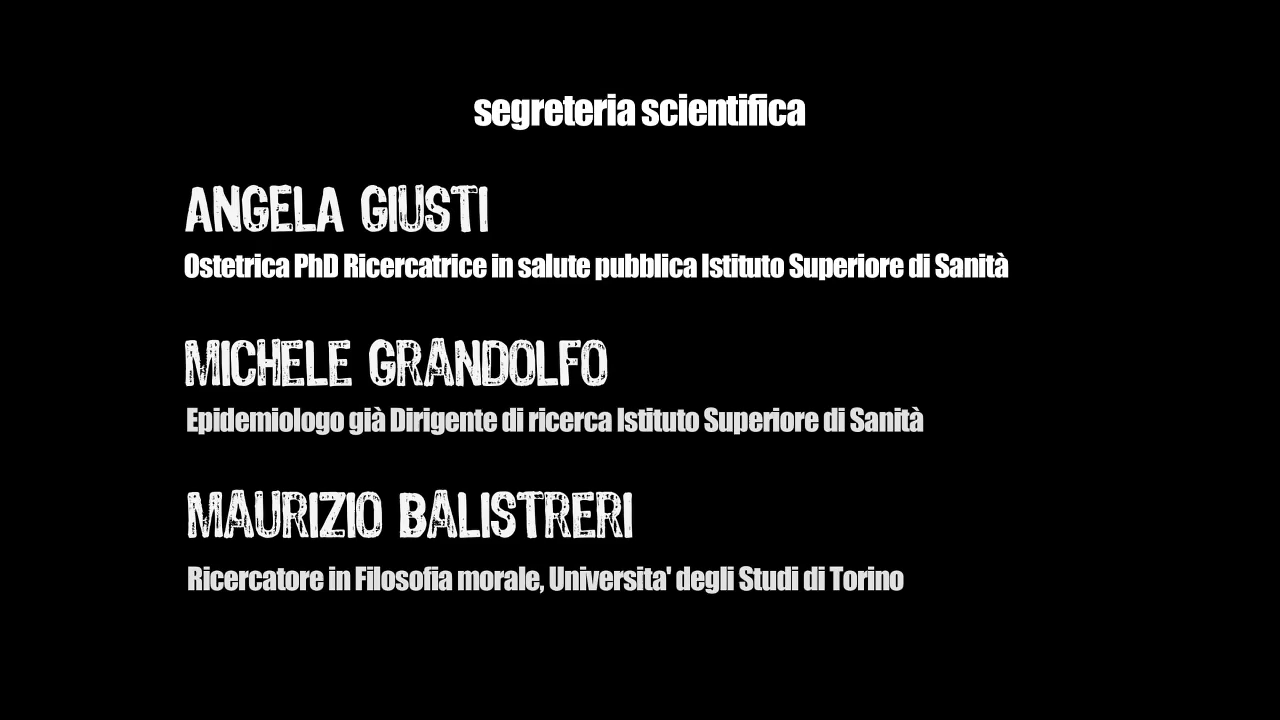 segreteria scientifica
ANGELA GIUSTI
Ostetrica PhD Ricercatrice in salute pubblica Istituto Superiore di Sanità
MICHELE GRANDOLFO
Epidemiologo già Dirigente di ricerca Istituto Superiore di Sanità
MAURIZIO BALISTRERI
Ricercatore in Filosofia morale, Universita' degli Studi di Torino